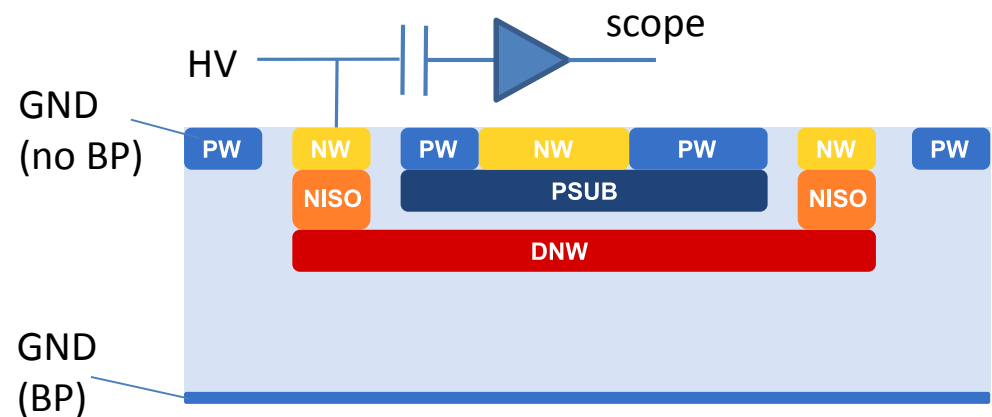 scope
HV
GND
(no BP)
PW NW PW NW PW NW PW
NISO PSUB NISO
DNW
GND
(BP)